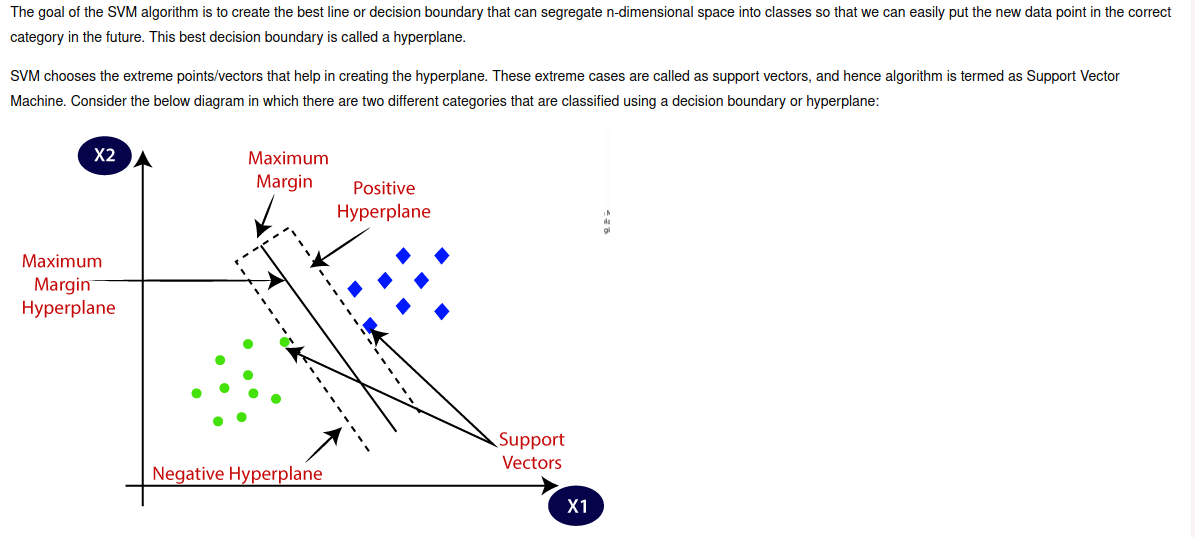 The goal of the SVM algorithm is to create the best line or decision boundary that can segregate n-dimensional space into classes so that we can easily put the new data point in the correct
category in the future. This best decision boundary is called a hyperplane.
SVM chooses the extreme points/vectors that help in creating the hyperplane. These extreme cases are called as support vectors, and hence algorithm is termed as Support Vector
Machine. Consider the below diagram in which there are two different categories that are classified using a decision boundary or hyperplane:
X2
Maximum
Margin
Positive
Hyperplane
Maximum
Margin
Hyperplane
Support
Vectors
Negative Hyperplane
X1